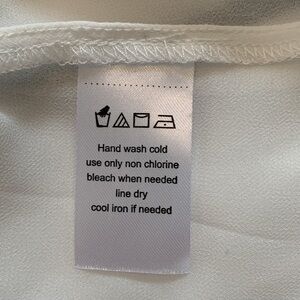 Hand wash cold
use only non chlorine
bleach when needed
line dry
cool iron if needed